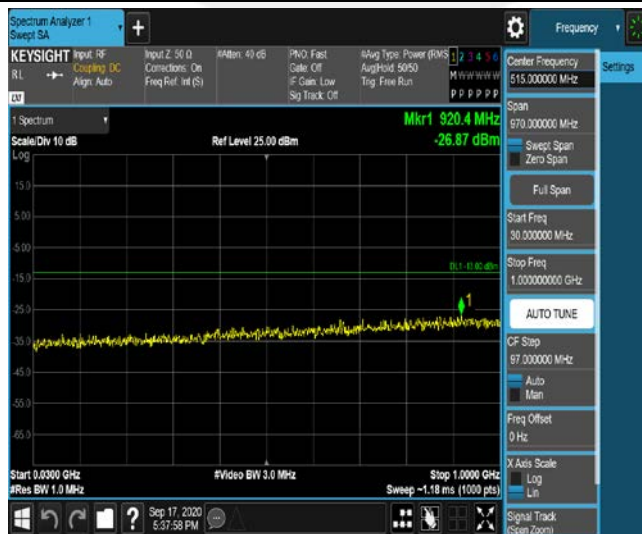 Spectrum Analyzer 1
Swept SA
+
Frequency
KEYSIGHT
RL
Input: RF
Coupling: DC
Align: Auto
Input Z: 50 Ω
Corrections: On
Freq Ref: Int (S)
#Atten: 40 dB
PNO: Fast
Gate: Off
IF Gain: Low
Sig Track: Off
#Avg Type: Power (RMS
Avg|Hold: 50/50
Trig: Free Run
1 2 3 4 5 6
M W W W W W
P P P P P P
Center Frequency
515.000000 MHz
Settings
Span
970.000000 MHz
Swept Span
Zero Span
Full Span
Start Freq
30.000000 MHz
Stop Freq
1.000000000 GHz
AUTO TUNE
CF Step
97.000000 MHz
Auto
Man
Freq Offset
0 Hz
X Axis Scale
Log
Lin
Signal Track
(Span Zoom)
1 Spectrum
Scale/Div 10 dB
Ref Level 25.00 dBm
Mkr1 920.4 MHz
-26.87 dBm
Log
15.0
5.00
-5.00
DL1 -13.00 dBm
-15.0
-25.0
1
-35.0
-45.0
-55.0
-65.0
Start 0.0300 GHz
#Video BW 3.0 MHz
Stop 1.0000 GHz
#Res BW 1.0 MHz
Sweep ~1.18 ms (1000 pts)
?
Sep 17, 2020
5:37:58 PM